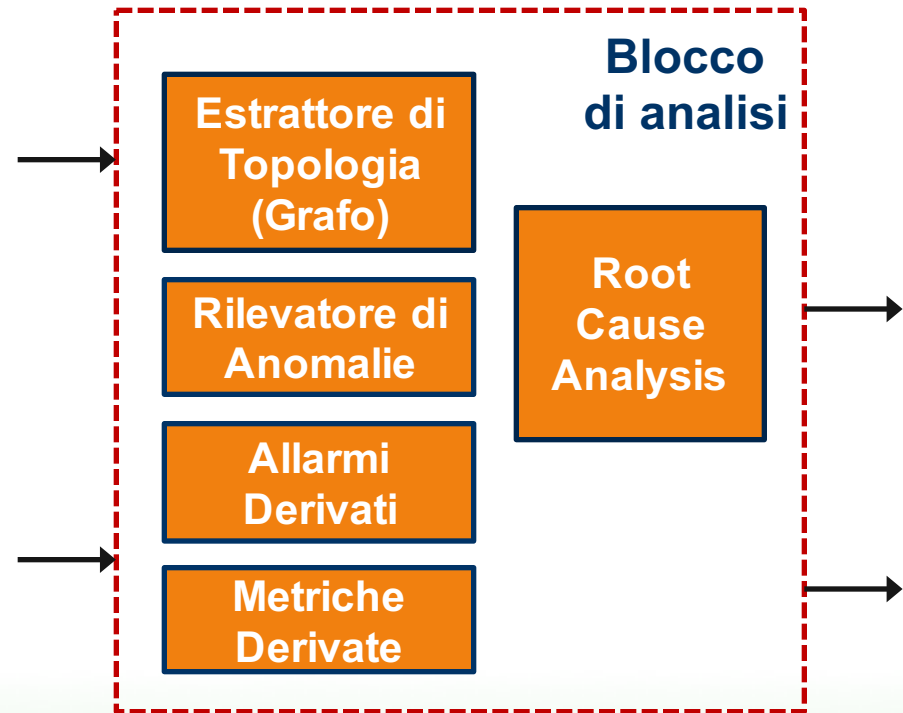 Blocco
di analisi
Estrattore di
Topologia
(Grafo)
Rilevatore di
Anomalie
Allarmi
Derivati
Metriche
Derivate
Root
Cause
Analysis